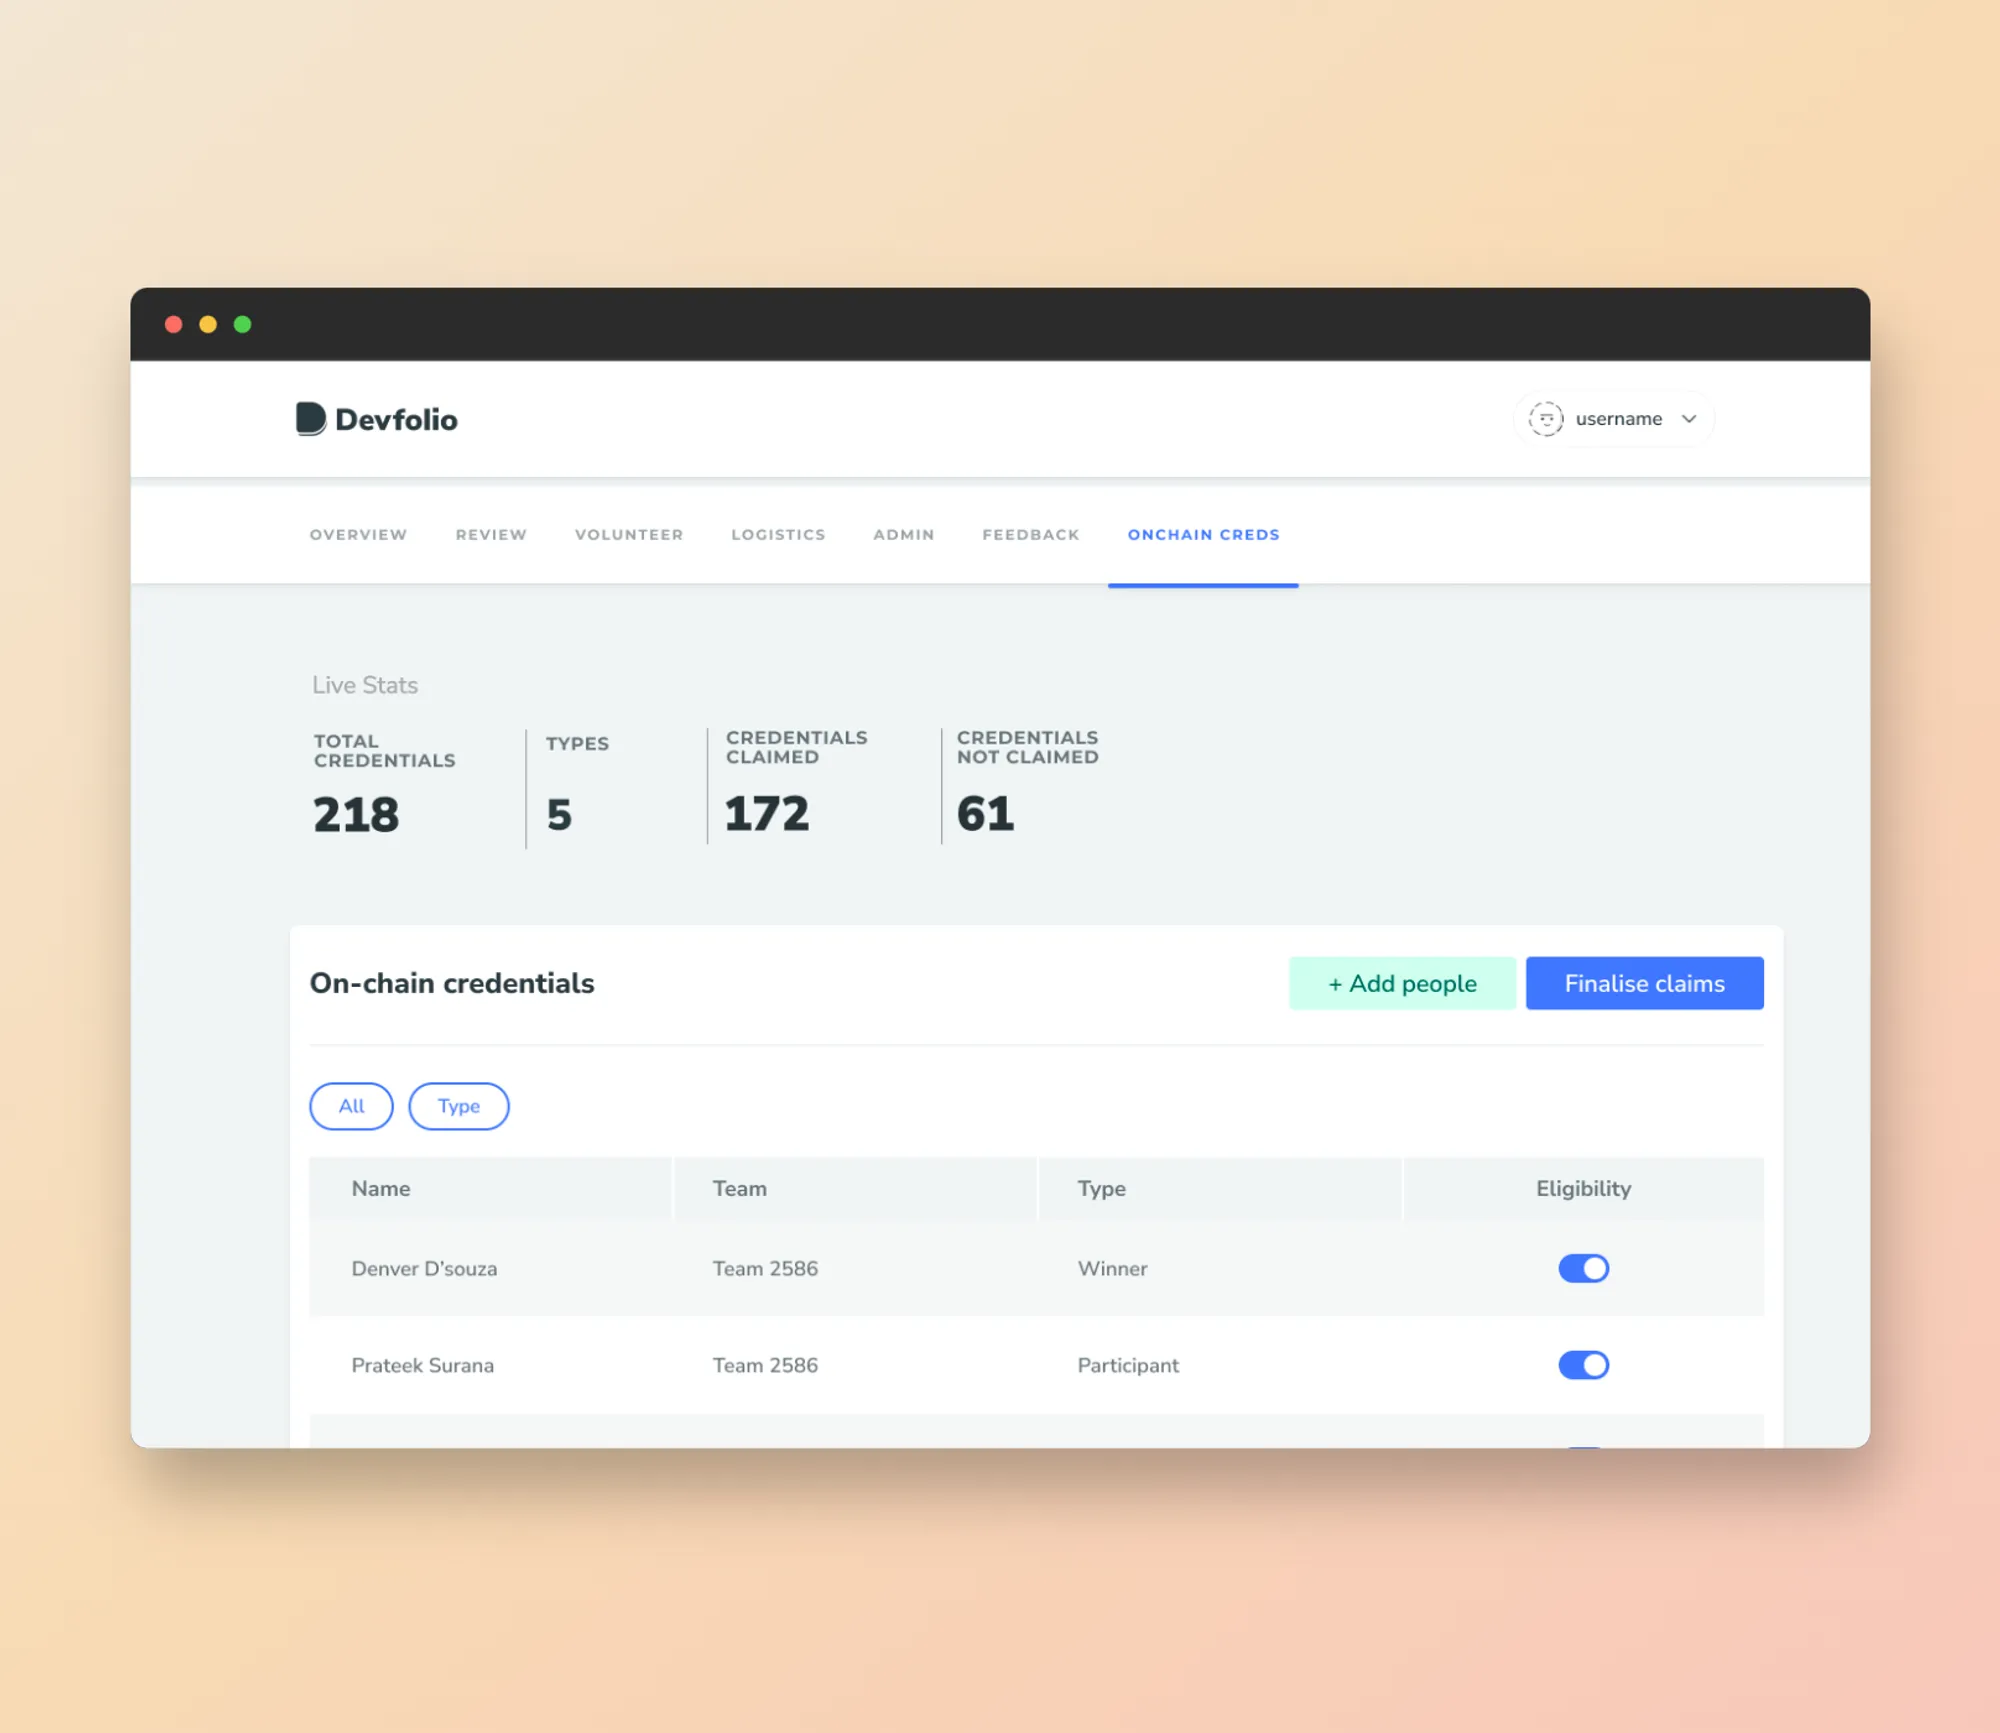 Devfolio
username
OVERVIEW REVIEW VOLUNTEER LOGISTICS ADMIN FEEDBACK ONCHAIN CREDS
Live Stats
TOTAL
CREDENTIALS
218
TYPES
5
CREDENTIALS
CLAIMED
172
CREDENTIALS
NOT CLAIMED
61
On-chain credentials
+ Add people
Finalise claims
All
Type
Name Team Type Eligibility
Denver D'souza Team 2586 Winner
Prateek Surana Team 2586 Participant